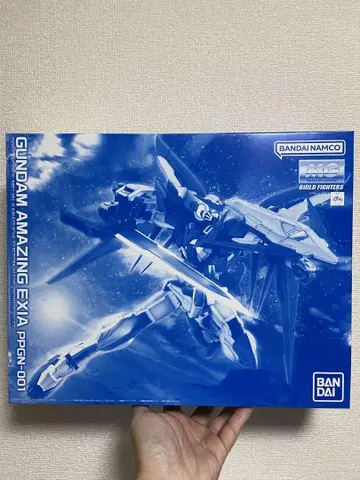 BANDAI NAMCO
MG
BUILD FIGHTERS
GUNDAM AMAZING EXIA PPGN-001
BAN
DAI